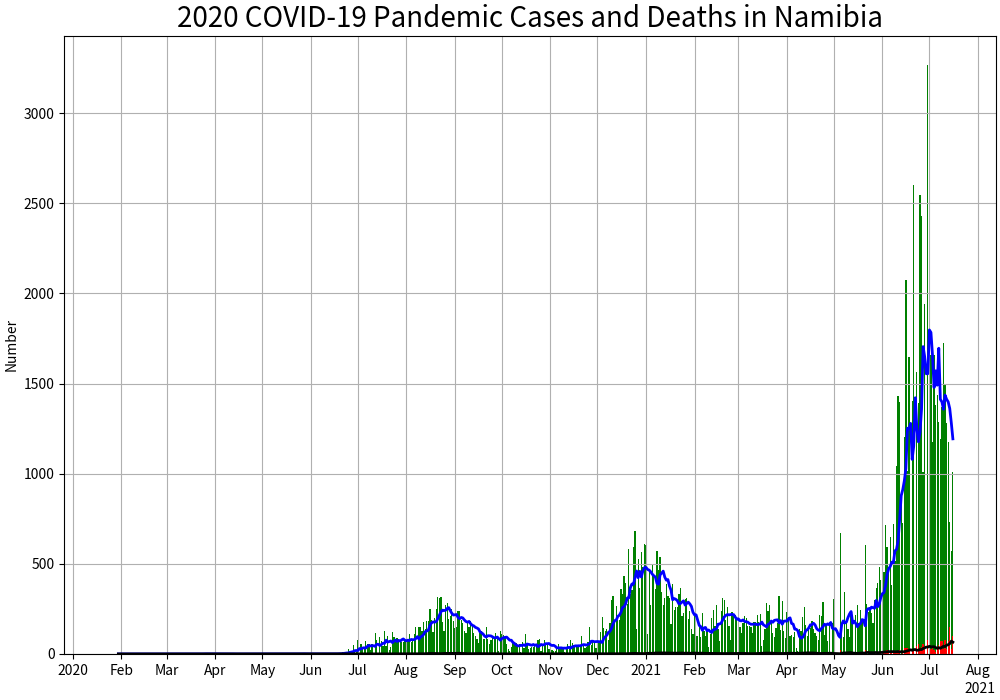 2020 COVID-19 Pandemic Cases and Deaths in Namibia
3000
2500
2000
1500
1000
500
0
Number
2020 Feb Mar Apr May Jun Jul Aug Sep Oct Nov Dec 2021 Feb Mar Apr May Jun Jul Aug
2021